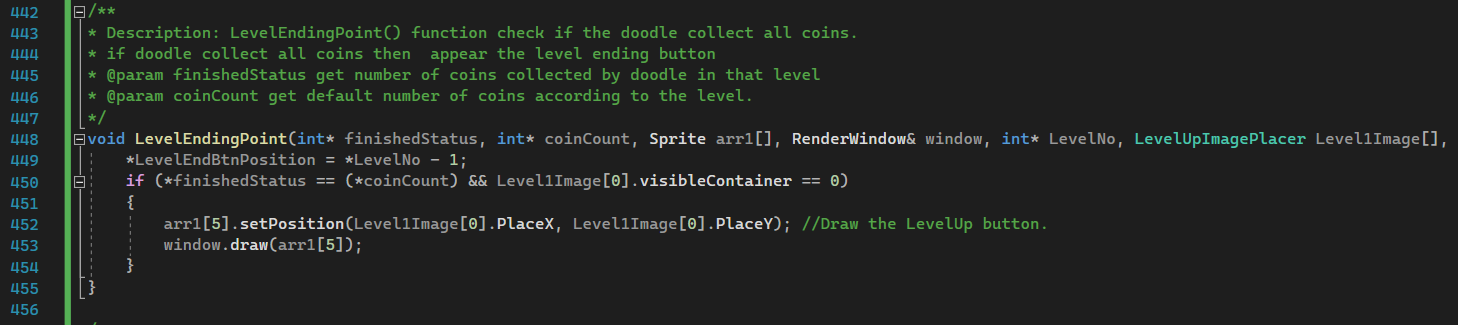 442 /**
443 * Description: LevelEndingPoint() function check if the doodle collect all coins.
444 * if doodle collect all coins then  appear the level ending button
445 * @param finishedStatus get number of coins collected by doodle in that level
446 * @param coinCount get default number of coins according to the level.
447 */
448 void LevelEndingPoint(int* finishedStatus, int* coinCount, Sprite arr1[], RenderWindow& window, int* LevelNo, LevelUpImagePlacer Level1Image[],
449     *LevelEndBtnPosition = *LevelNo - 1;
450     if (*finishedStatus == (*coinCount) && Level1Image[0].visibleContainer == 0)
451     {
452         arr1[5].setPosition(Level1Image[0].PlaceX, Level1Image[0].PlaceY); //Draw the LevelUp button.
453         window.draw(arr1[5]);
454     }
455 }
456